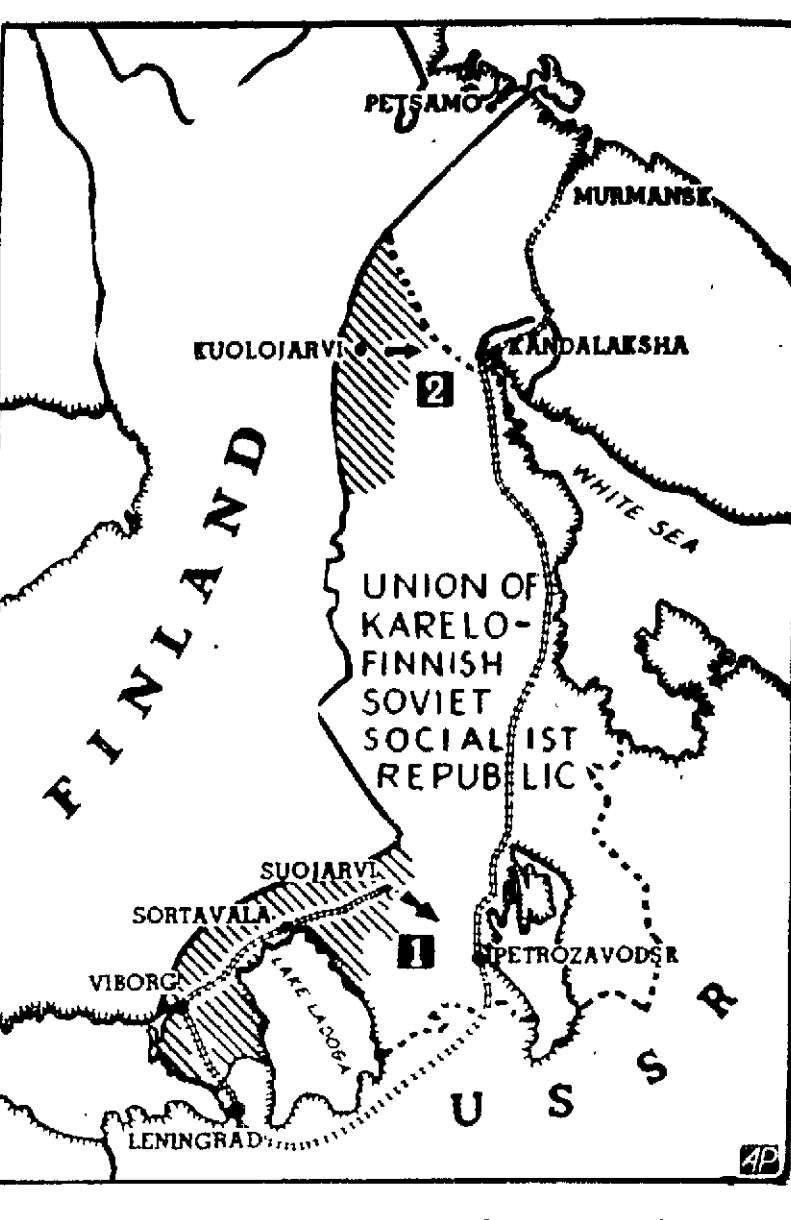 PETSAMO
MURMANSK
KUOLOJARVI
KANDALAKSHA
2
FINLAND
WHITE SEA
UNION OF
KARELO-
FINNISH
SOVIET
SOCIALIST
REPUBLIC
SUOJARVI
SORTAVALA
1
PETROZAVODSR
VIBORG
LAKE LADOGA
USSR
LENINGRAD
AP